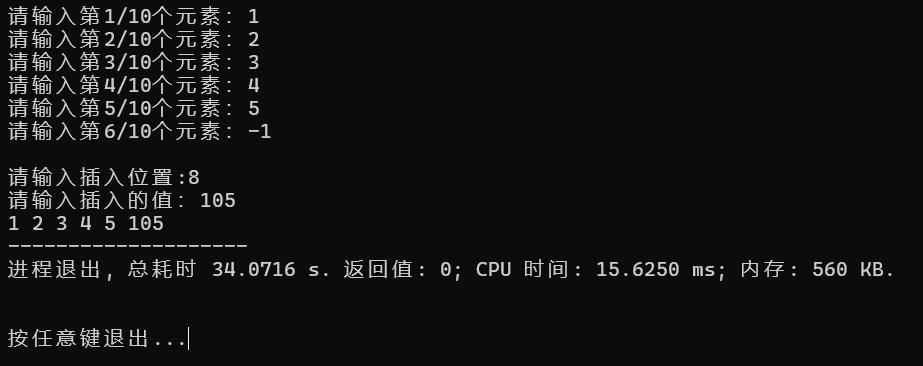 请输入第1/10个元素: 1
请输入第2/10个元素: 2
请输入第3/10个元素: 3
请输入第4/10个元素: 4
请输入第5/10个元素: 5
请输入第6/10个元素: -1
请输入插入位置:8
请输入插入的值: 105
1 2 3 4 5 105
--------------------
进程退出, 总耗时 34.0716 s. 返回值: 0; CPU 时间: 15.6250 ms; 内存: 560 KB.
按任意键退出...